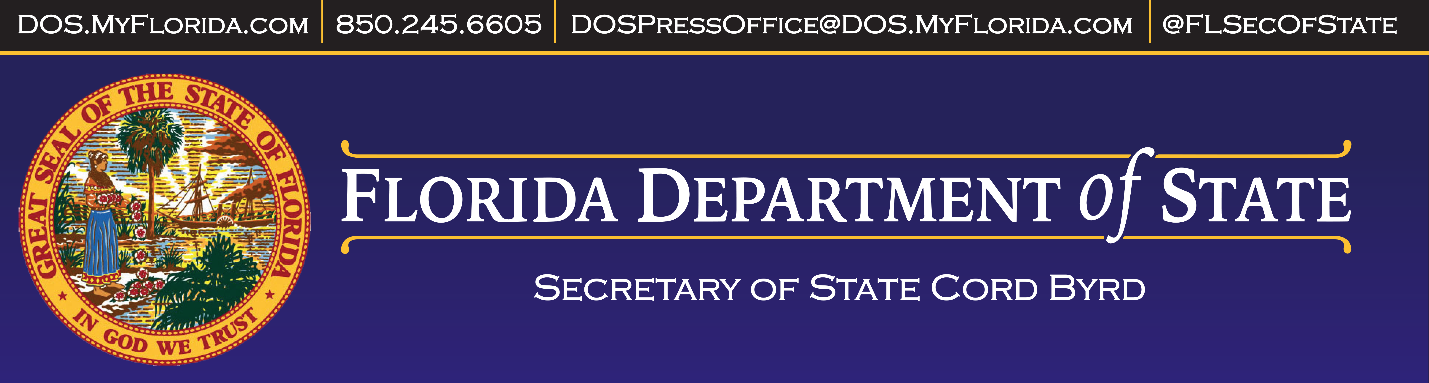 DOS.MyFlorida.com | 850.245.6605 | DOSPressOffice@DOS.MyFlorida.com | @FLSecOfState
GREAT SEAL OF THE STATE OF FLORIDA
IN GOD WE TRUST
Florida Department of State
Secretary of State Cord Byrd